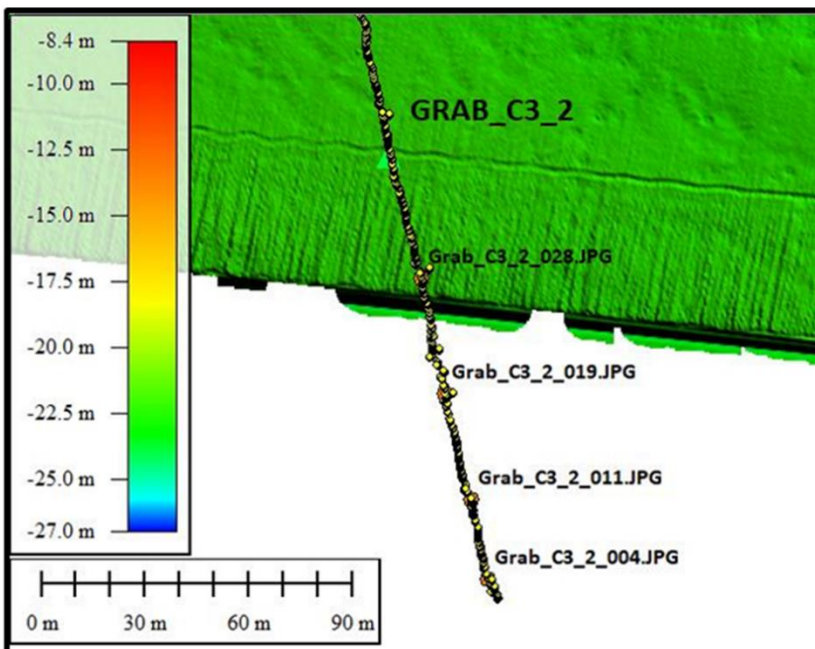 -8.4 m
-10.0 m
-12.5 m
-15.0 m
-17.5 m
-20.0 m
-22.5 m
-25.0 m
-27.0 m
GRAB_C3_2
Grab_C3_2_028.JPG
Grab_C3_2_019.JPG
Grab_C3_2_011.JPG
Grab_C3_2_004.JPG
0 m 30 m 60 m 90 m